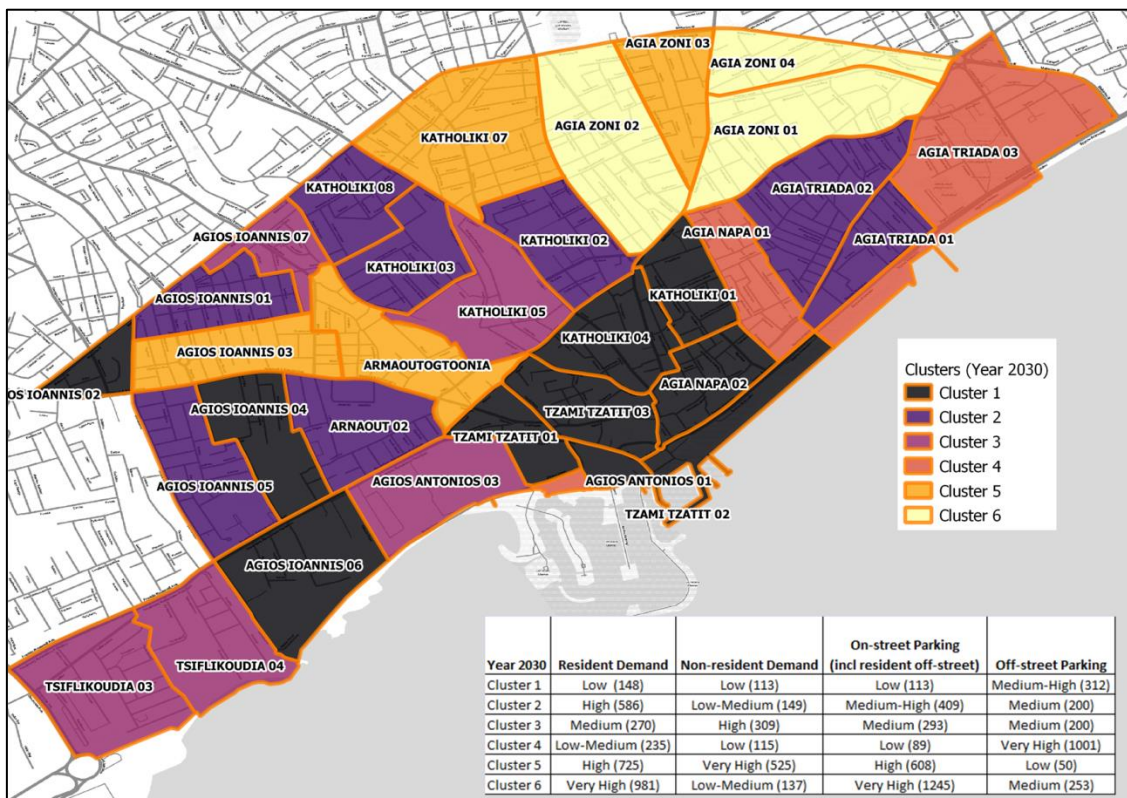 AGIA ZONI 03
AGIA ZONI 04
AGIA ZONI 02
AGIA ZONI 01
KATHOLIKI 07
AGIA TRIADA 03
KATHOLIKI 08
AGIA TRIADA 02
AGIOS IOANNIS 07
KATHOLIKI 02
AGIA NAPA 01
AGIA TRIADA 01
KATHOLIKI 03
AGIOS IOANNIS 01
KATHOLIKI 01
KATHOLIKI 05
KATHOLIKI 04
AGIOS IOANNIS 03
ARMAOUTOGTOONIA
AGIA NAPA 02
OS IOANNIS 02
AGIOS IOANNIS 04
TZAMI TZATIT 03
ARNAOUT 02
TZAMI TZATIT 01
AGIOS IOANNIS 05
AGIOS ANTONIOS 03
AGIOS ANTONIOS 01
TZAMI TZATIT 02
AGIOS IOANNIS 06
TSIFLIKOUDIA 04
TSIFLIKOUDIA 03
Clusters (Year 2030)
Cluster 1
Cluster 2
Cluster 3
Cluster 4
Cluster 5
Cluster 6
Year 2030 Resident Demand Non-resident Demand On-street Parking (incl resident off-street) Off-street Parking
Cluster 1 Low (148) Low (113) Low (113) Medium-High (312)
Cluster 2 High (586) Low-Medium (149) Medium-High (409) Medium (200)
Cluster 3 Medium (270) High (309) Medium (293) Medium (200)
Cluster 4 Low-Medium (235) Low (115) Low (89) Very High (1001)
Cluster 5 High (725) Very High (525) High (608) Low (50)
Cluster 6 Very High (981) Low-Medium (137) Very High (1245) Medium (253)